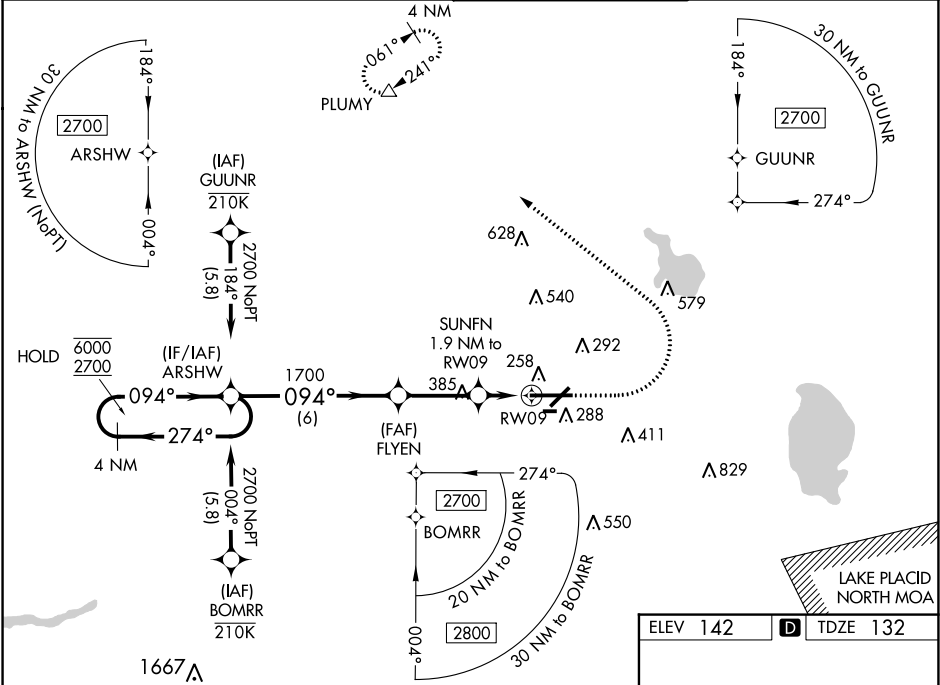 4 NM
061°
241°
PLUMY
184°
30 NM to ARSHW (NoPT)
2700
ARSHW
004°
184°
30 NM to GUUNR
2700
GUUNR
274°
(IAF)
GUUNR
210K
2700 NoPT
184°
(5.8)
628
579
540
SUNFN
1.9 NM to
RW09
292
258
385
HOLD
6000
2700
(IF/IAF)
ARSHW
094°
1700
094°
(6)
274°
4 NM
(FAF)
FLYEN
RW09
288
411
829
2700 NoPT
004°
(5.8)
(IAF)
BOMRR
210K
274°
2700
BOMRR
20 NM to BOMRR
550
004°
2800
30 NM to BOMRR
LAKE PLACID
NORTH MOA
1667
ELEV 142 D TDZE 132